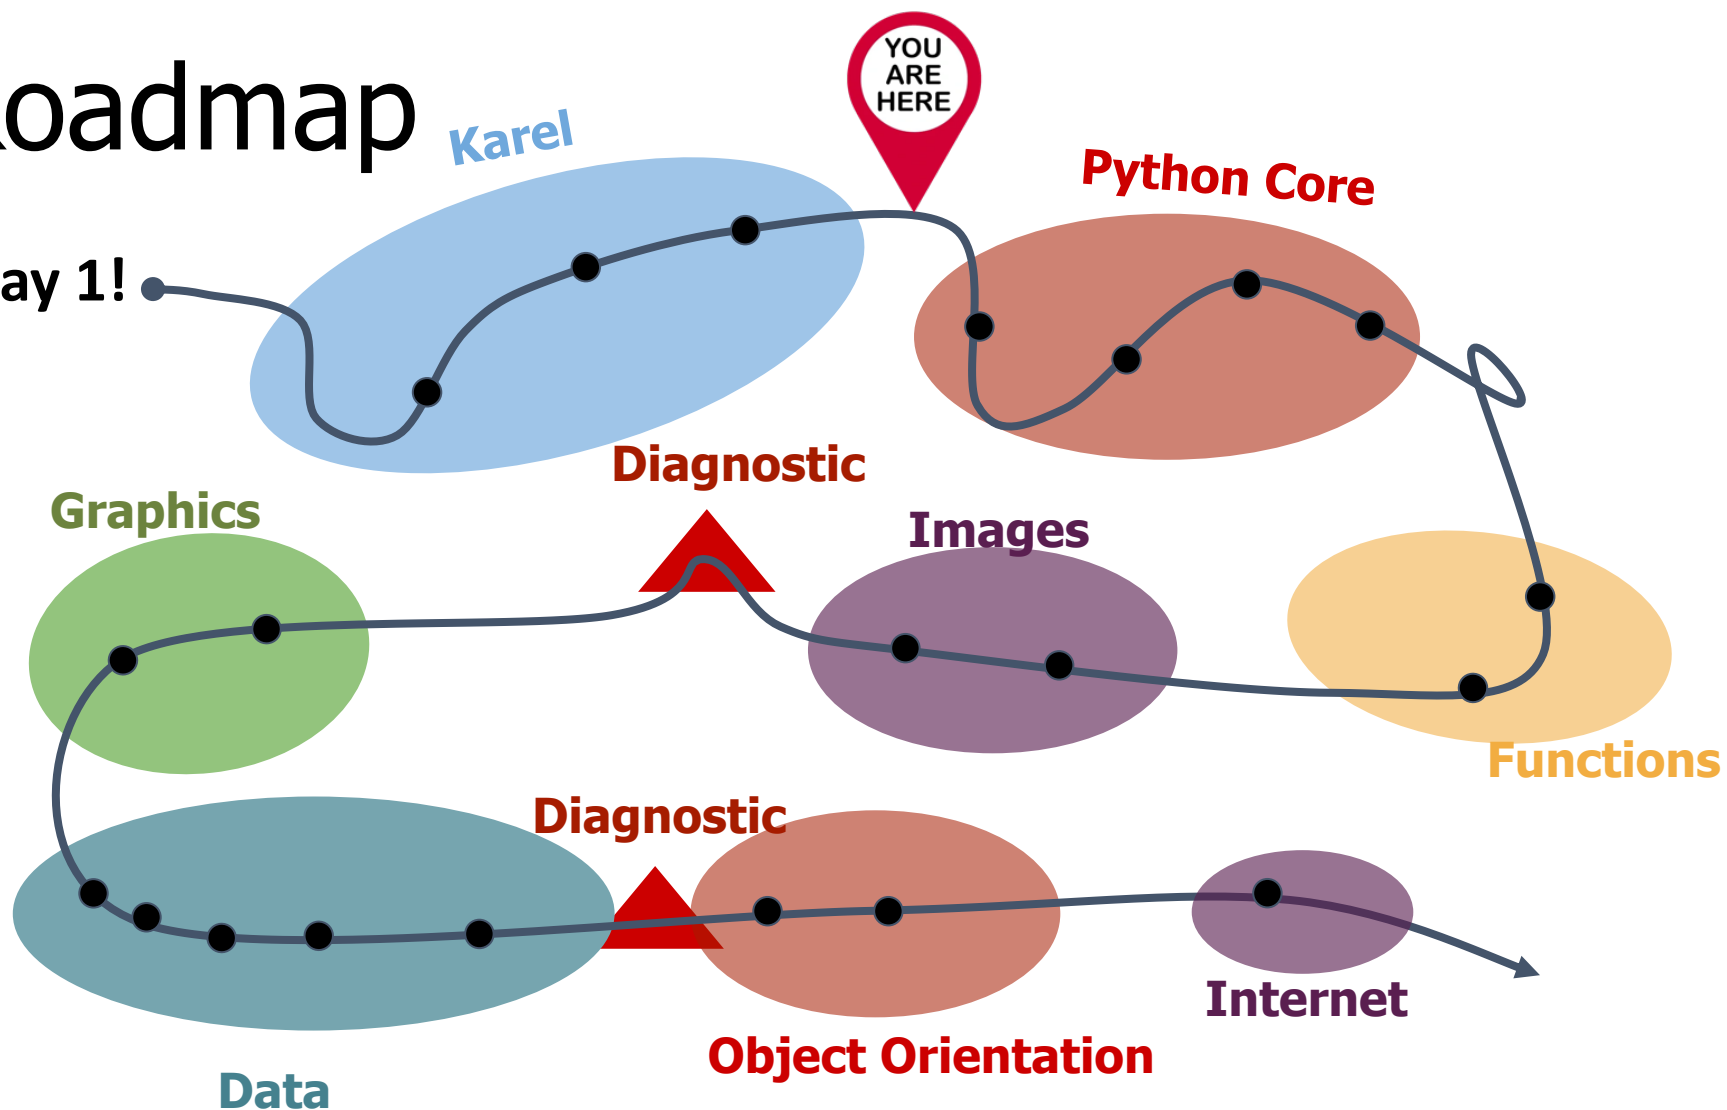 oadmap
Karel
YOU
ARE
HERE
Python Core
ay 1!
Diagnostic
Graphics
Images
Functions
Diagnostic
Internet
Object Orientation
Data